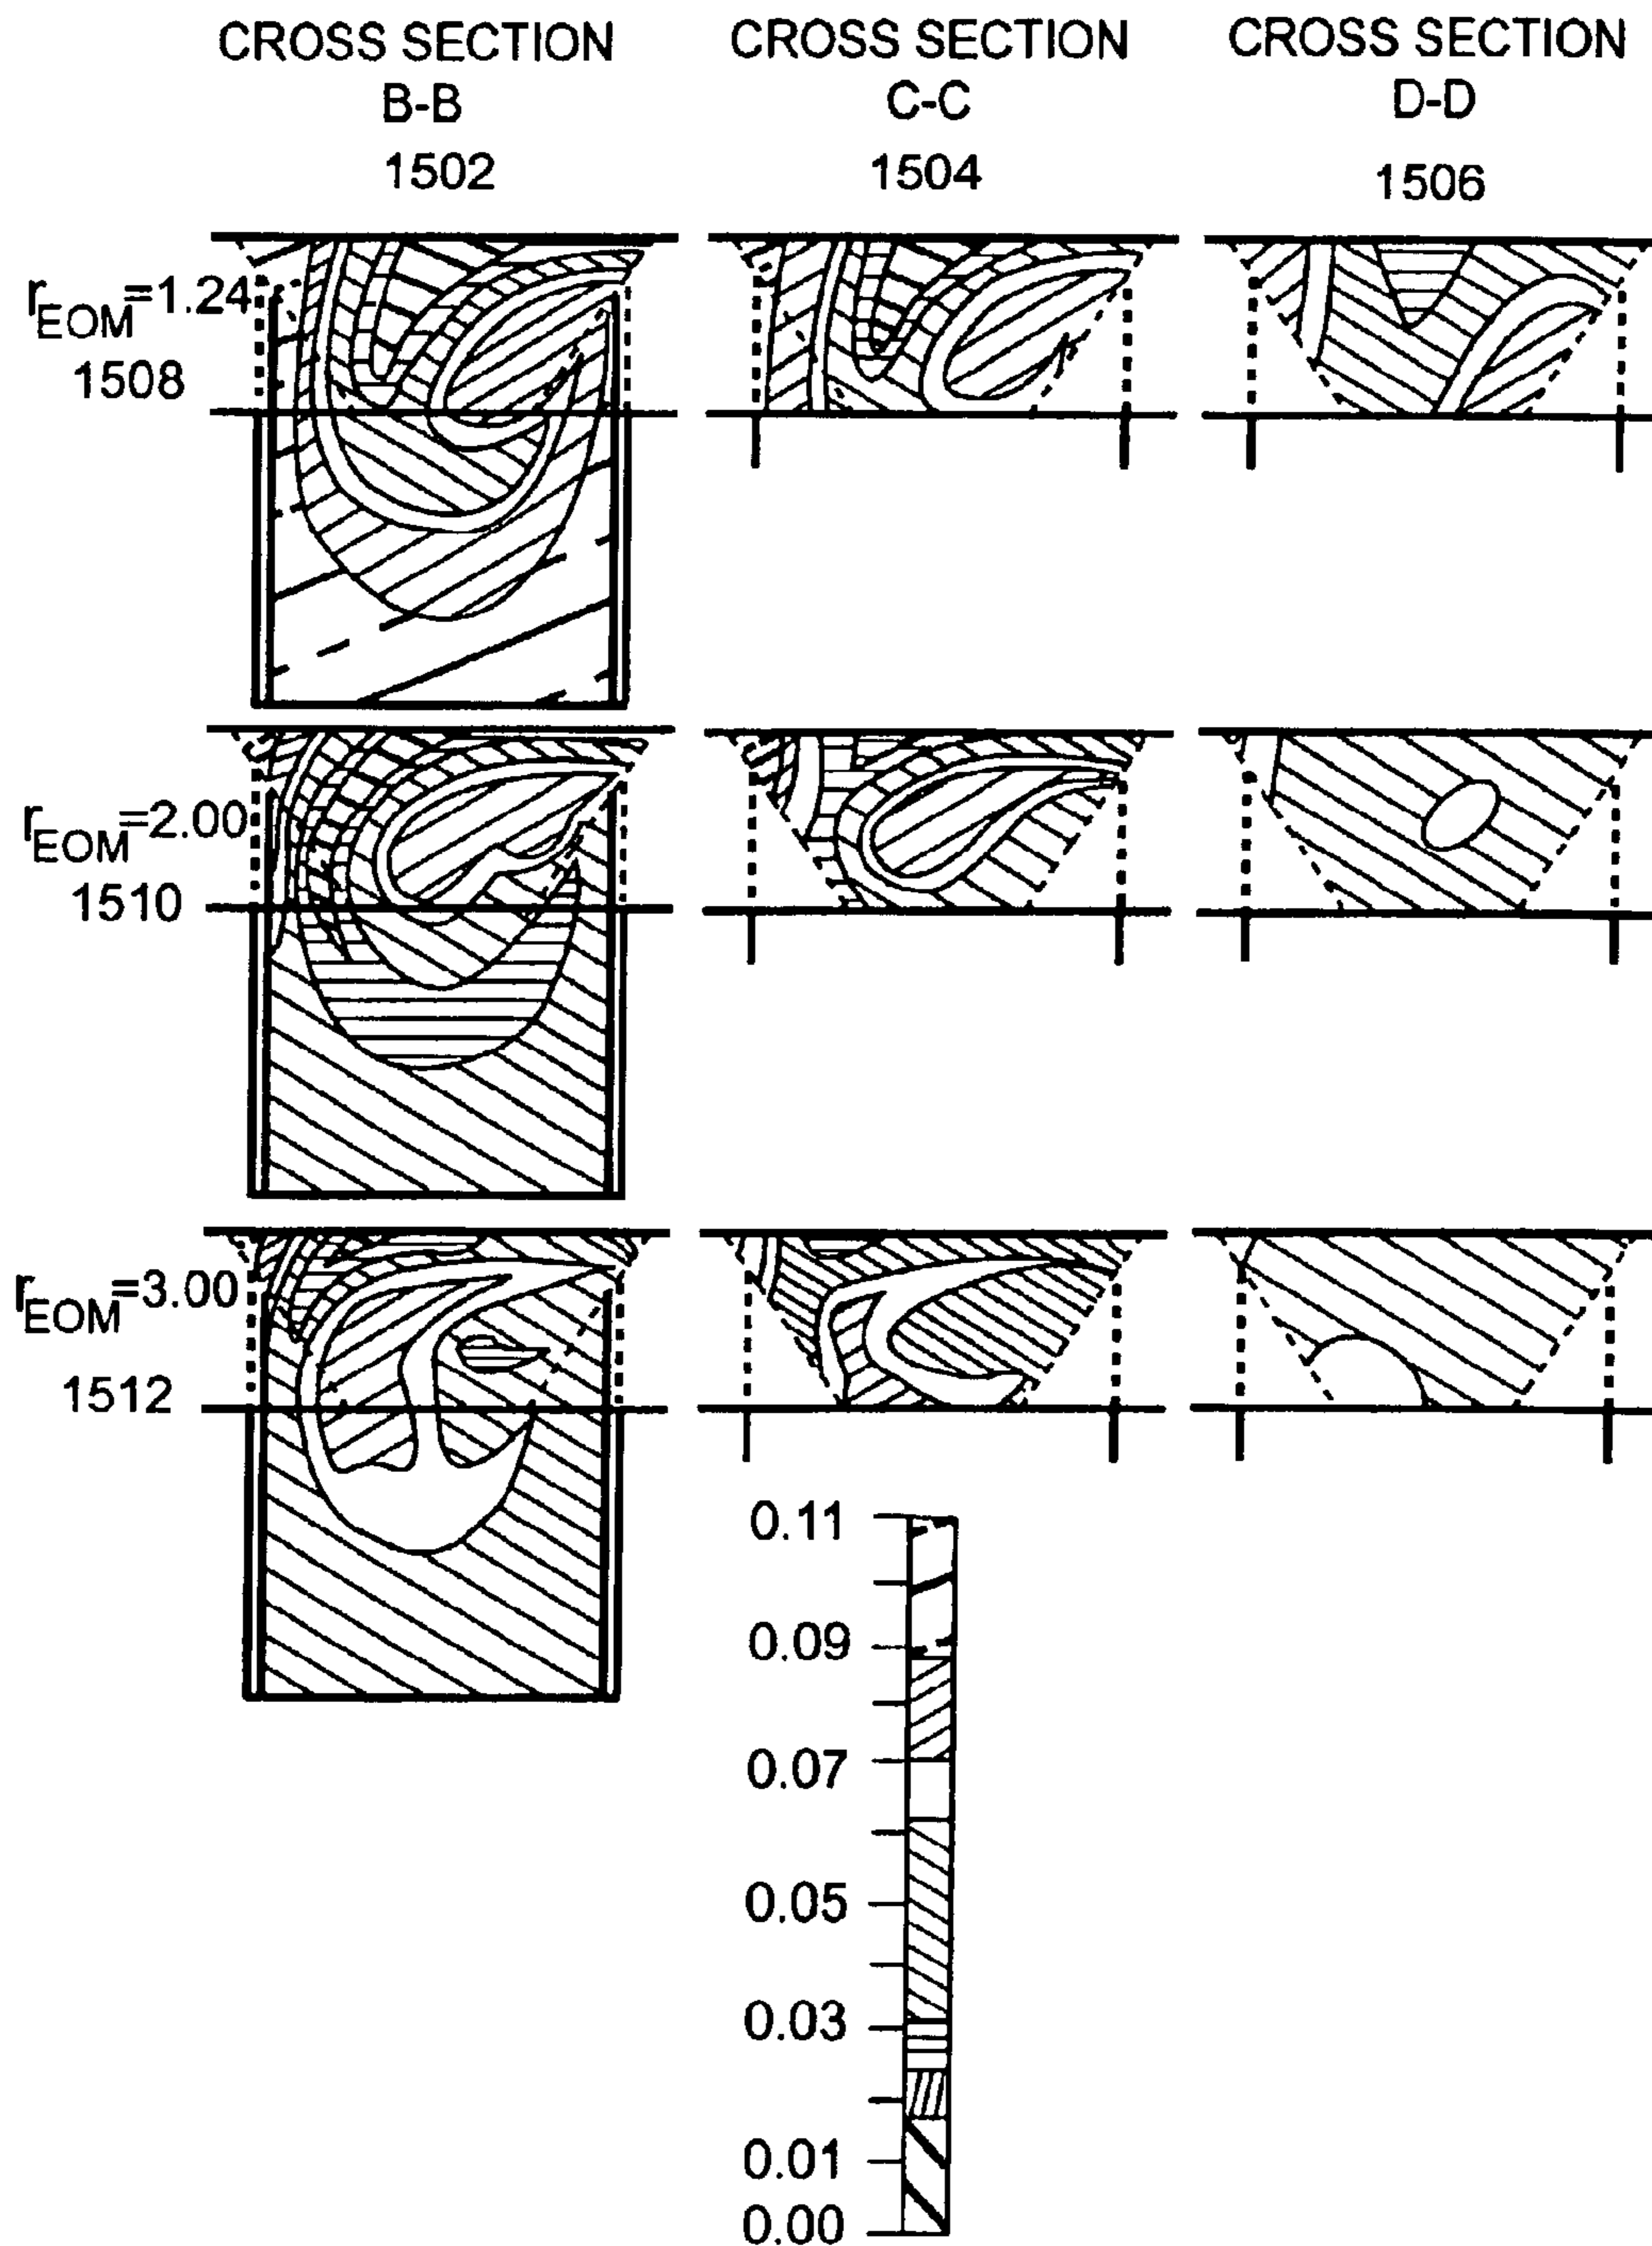 CROSS SECTION
B-B
1502
CROSS SECTION
C-C
1504
CROSS SECTION
D-D
1506
rEOM=1.24
1508
rEOM=2.00
1510
rEOM=3.00
1512
0.11
0.09
0.07
0.05
0.03
0.01
0.00